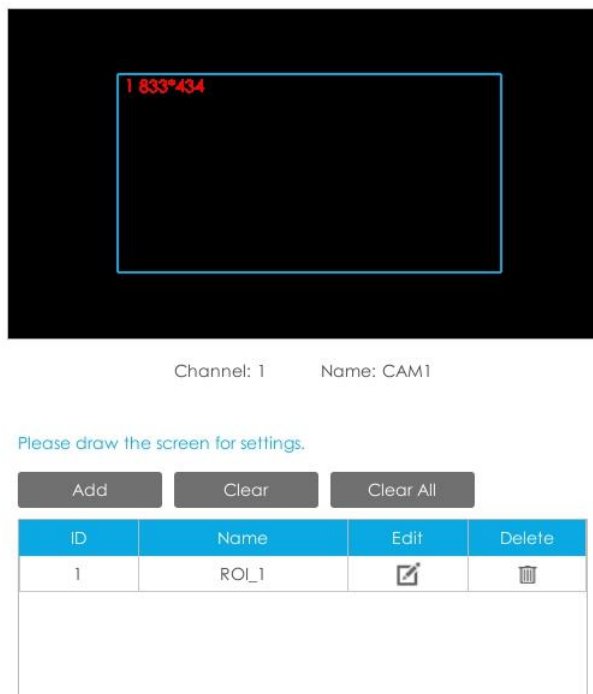 1 833*434
Channel: 1 Name: CAM1
Please draw the screen for settings.
Add Clear Clear All
ID Name Edit Delete
1 ROI_1